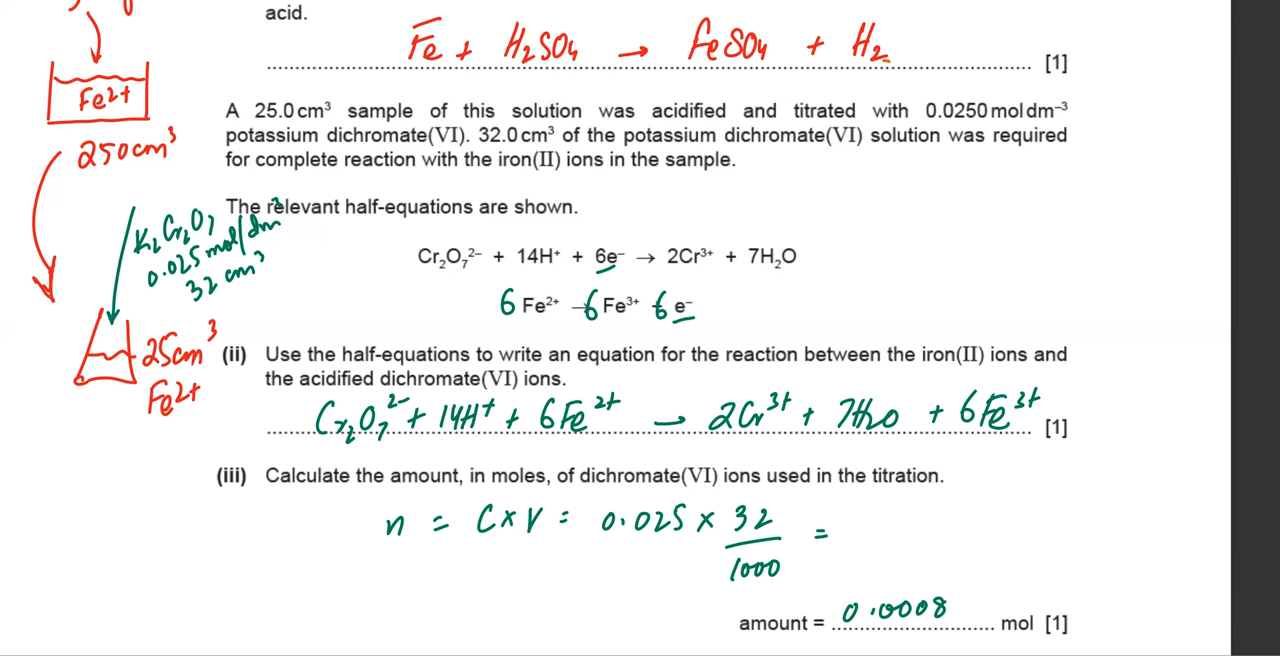 acid.
Fe + H2SO4 → FeSO4 + H2
[1]
Fe2+
250cm³
A 25.0 cm³ sample of this solution was acidified and titrated with 0.0250 mol dm⁻³
potassium dichromate(VI). 32.0 cm³ of the potassium dichromate(VI) solution was required
for complete reaction with the iron(II) ions in the sample.
The relevant half-equations are shown.
K2Cr2O7
0.025 mol/dm³
32 cm³
Cr₂O₇²⁻ + 14H⁺ + 6e⁻ → 2Cr³⁺ + 7H₂O
6 Fe²⁺ → 6 Fe³⁺ 6 e⁻
25cm³
Fe2+
(ii) Use the half-equations to write an equation for the reaction between the iron(II) ions and
the acidified dichromate(VI) ions.
Cr₂O₇²⁻ + 14H⁺ + 6Fe²⁺ → 2Cr³⁺ + 7H2O + 6Fe³⁺ [1]
(iii) Calculate the amount, in moles, of dichromate(VI) ions used in the titration.
n = C×V = 0.025 × 32/1000 =
amount = 0.0008 mol [1]